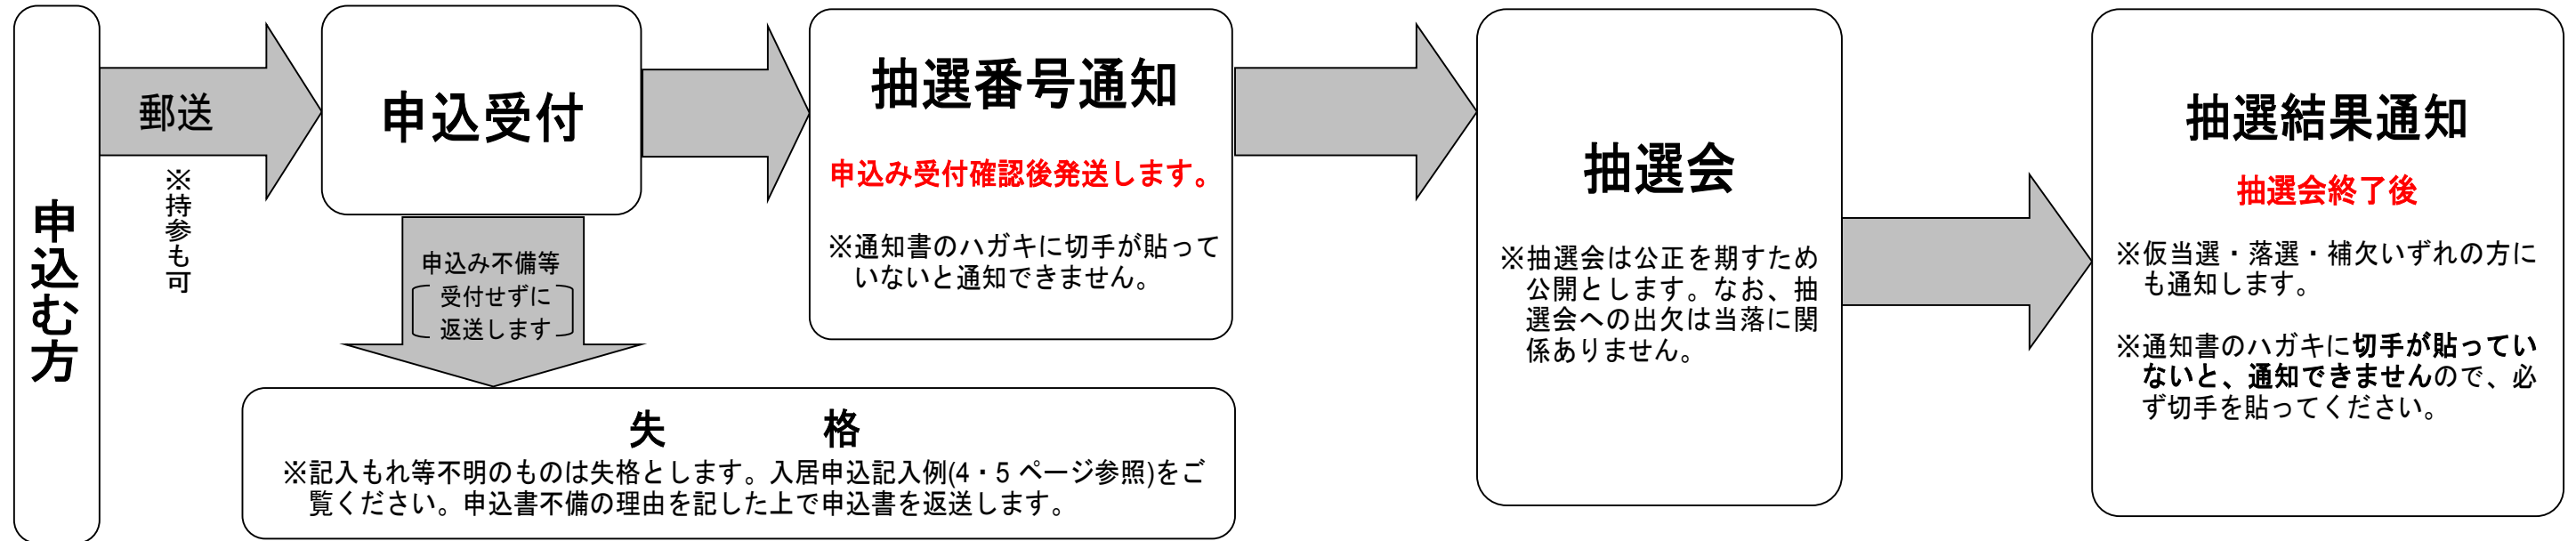 申込む方
郵送
※持参も可
申込受付
申込み不備等
受付せずに
返送します
抽選番号通知
申込み受付確認後発送します。
※通知書のハガキに切手が貼って
いないと通知できません。
失　格
※記入もれ等不明のものは失格とします。入居申込記入例(4・5 ページ参照)をご
覧ください。申込書不備の理由を記した上で申込書を返送します。
抽選会
※抽選会は公正を期すため
公開とします。なお、抽
選会への出欠は当落に関
係ありません。
抽選結果通知
抽選会終了後
※仮当選・落選・補欠いずれの方に
も通知します。
※通知書のハガキに切手が貼ってい
ないと、通知できませんので、必
ず切手を貼ってください。